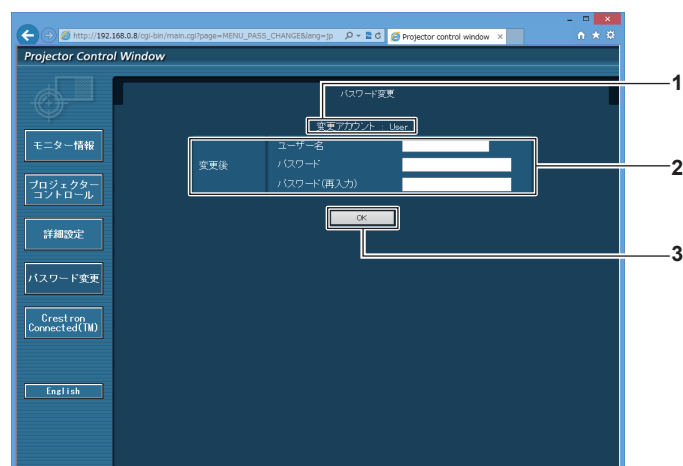 http://192.168.0.8/cgi-bin/main.cgi?page=MENU_PASS_CHANGE&lang=jp
Projector control window
Projector Control Window
パスワード変更
1
変更アカウント : User
モニター情報
変更後
ユーザー名
パスワード
パスワード(再入力)
2
プロジェクター
コントロール
OK
詳細設定
3
パスワード変更
Crestron
Connected(TM)
English